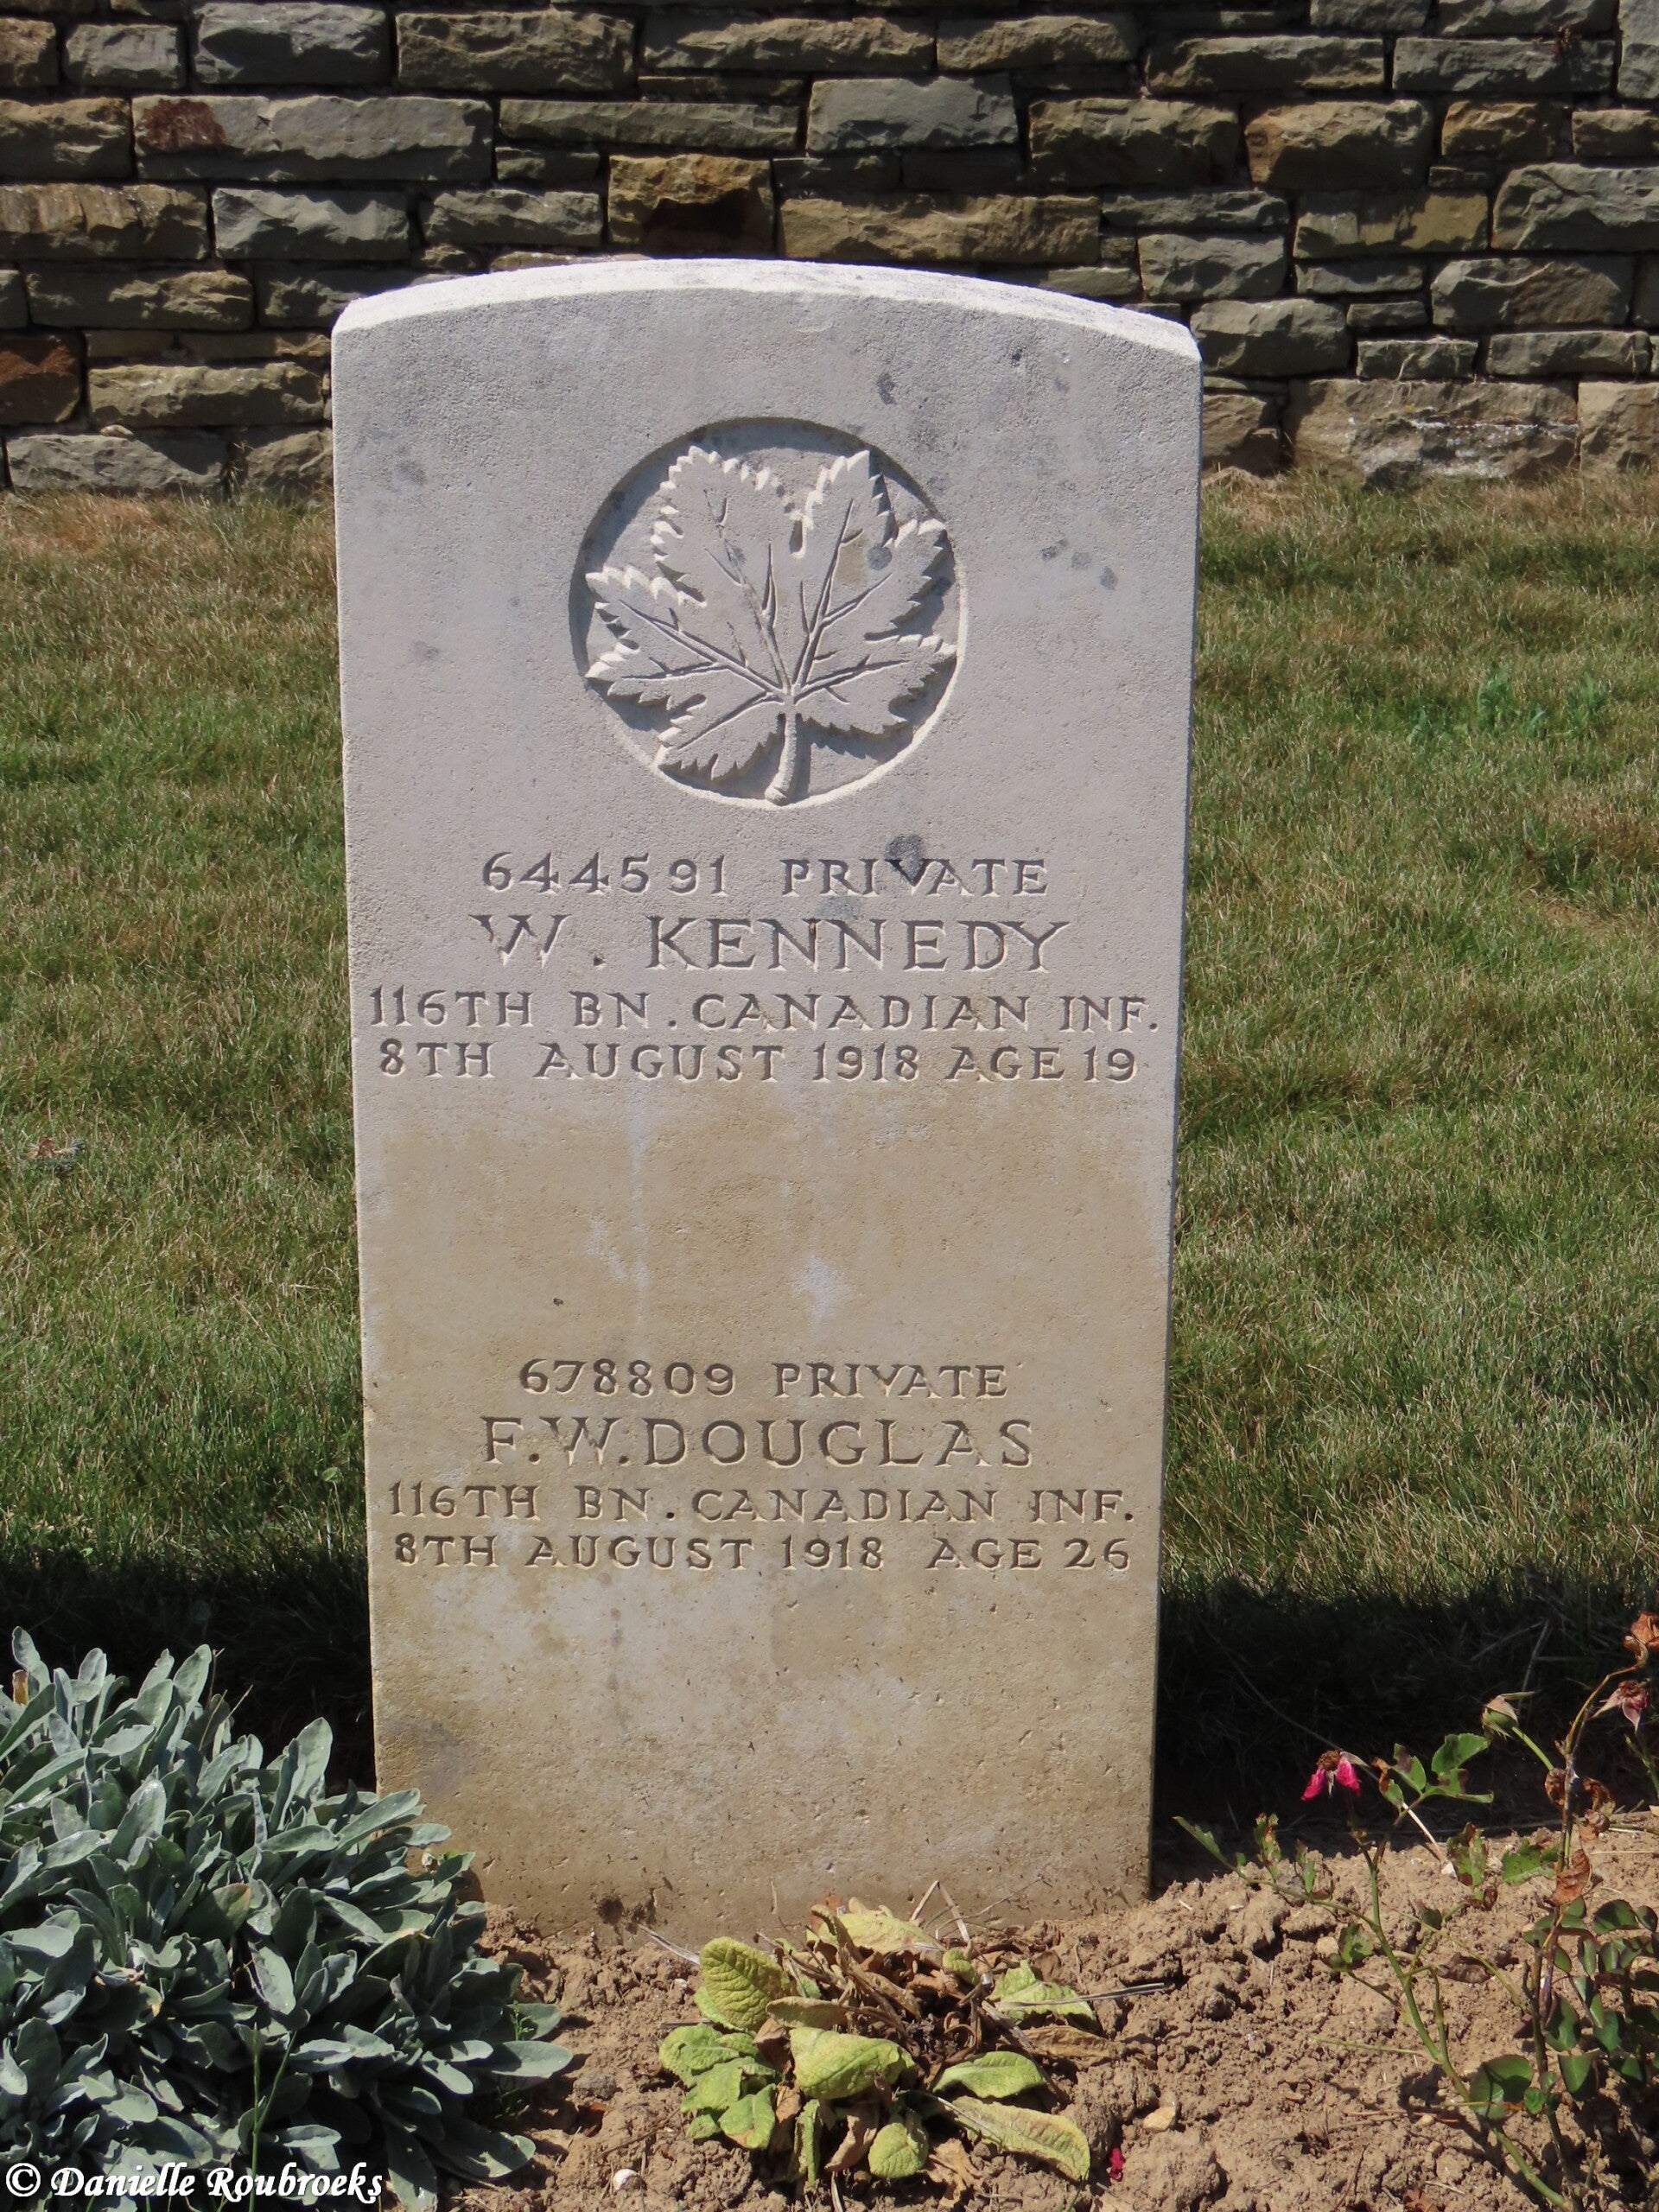 644591 PRIVATE
W. KENNEDY
116TH BN. CANADIAN INF.
8TH AUGUST 1918 AGE 19
678809 PRIVATE
F.W. DOUGLAS
116TH BN. CANADIAN INF.
8TH AUGUST 1918 AGE 26
© Danielle Roubroeks